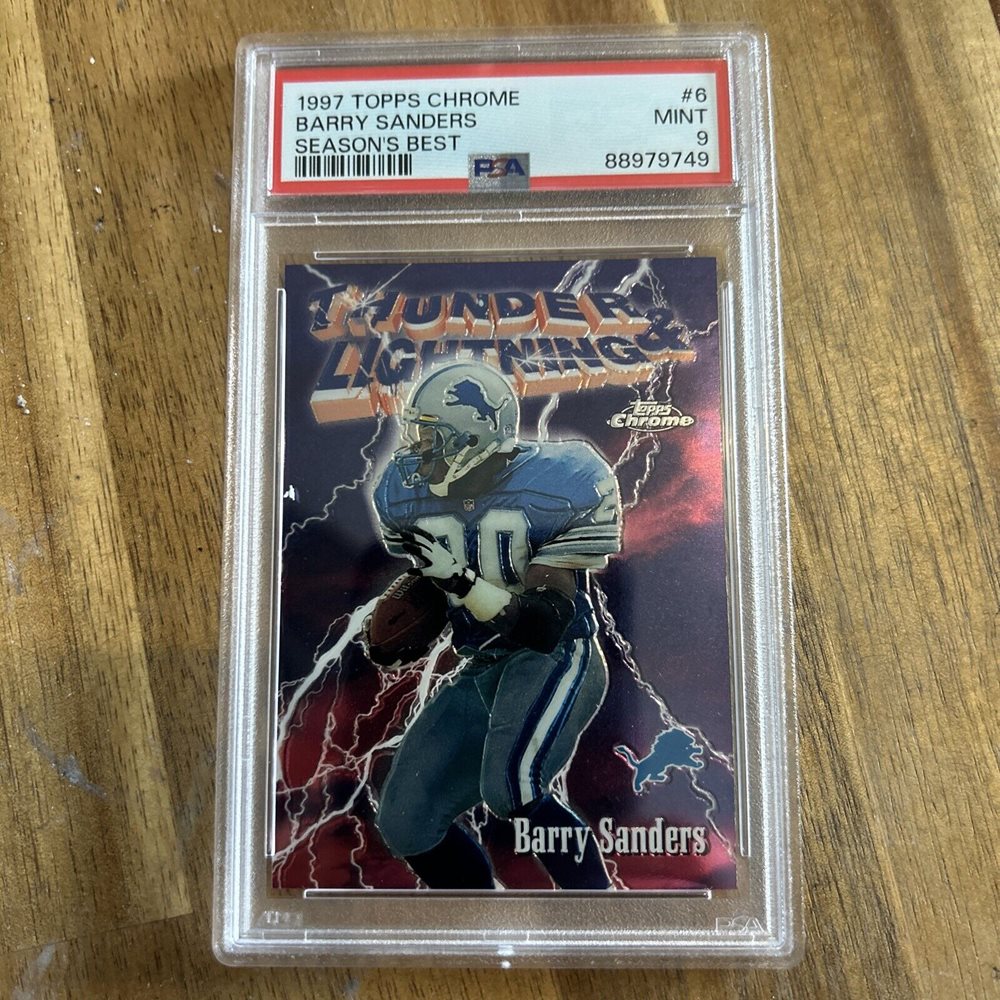 1997 TOPPS CHROME #6
BARRY SANDERS MINT
SEASON'S BEST 9
PSA 88979749
THUNDER &
LIGHTNING
TOPPS
Chrome
20
Barry Sanders
PSA